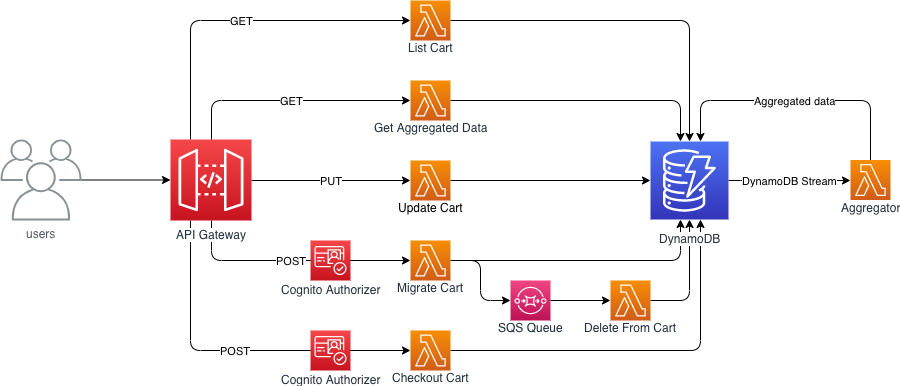 GET
List Cart
GET
Aggregated data
Get Aggregated Data
PUT
DynamoDB Stream
Update Cart
Aggregator
users
API Gateway
DynamoDB
POST
Cognito Authorizer
Migrate Cart
SQS Queue
Delete From Cart
POST
Cognito Authorizer
Checkout Cart